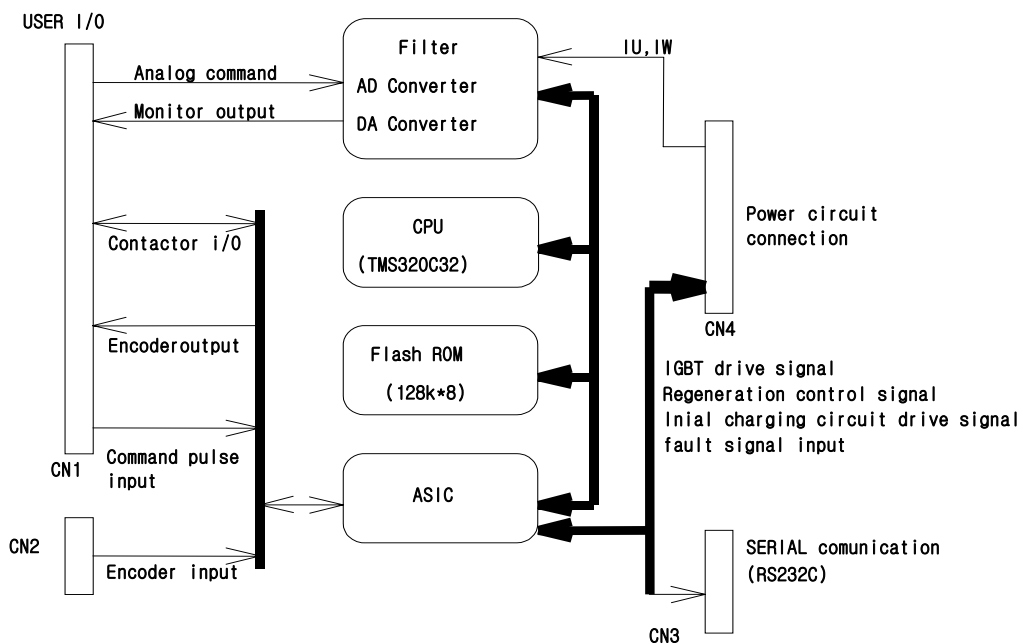 USER I/O
Filter
AD Converter
DA Converter
IU,IW
Analog command
Monitor output
Contactor i/O
Encoderoutput
Command pulse
input
CN1
CN2
Encoder input
CPU
(TMS320C32)
Flash ROM
(128k*8)
ASIC
Power circuit
connection
CN4
IGBT drive signal
Regeneration control signal
Inial charging circuit drive signal
fault signal input
SERIAL comunication
(RS232C)
CN3